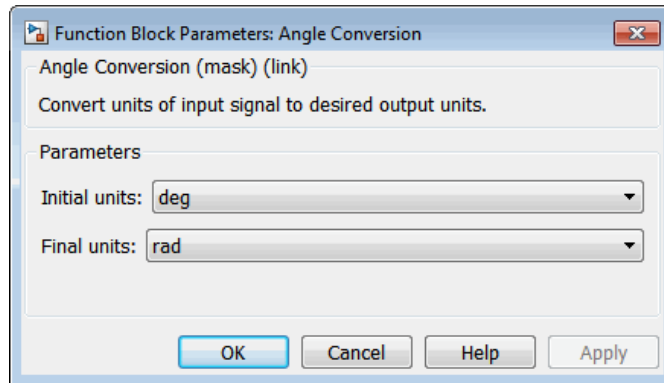 Function Block Parameters: Angle Conversion
Angle Conversion (mask) (link)
Convert units of input signal to desired output units.
Parameters
Initial units: deg
Final units: rad
OK Cancel Help Apply